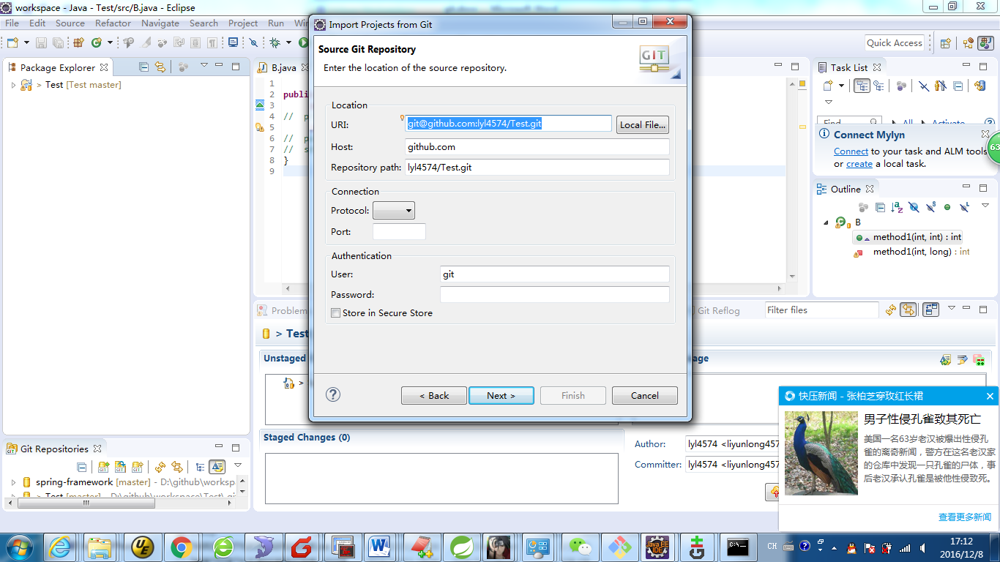 workspace - Java - Test/src/B.java - Eclipse
File Edit Source Refactor Navigate Search Project Run
Quick Access
Package Explorer
> Test [Test master]
B.java
1
2 publi
3
4 // p
5
6 // p
7 // s
8 }
9
Import Projects from Git
Source Git Repository
Enter the location of the source repository.
GIT
Location
URI: git@github.com:lyl4574/Test.git Local File...
Host: github.com
Repository path: lyl4574/Test.git
Connection
Protocol:
Port:
Authentication
User: git
Password:
Store in Secure Store
< Back Next > Finish Cancel
Task List
Find All Activate...
Connect Mylyn
Connect to your task and ALM tools
or create a local task.
63
Outline
B
method1(int, int) : int
method1(int, long) : int
Problem
Git Reflog
Filter files
> Test
Unstaged
age
>
Staged Changes (0)
Author: lyl4574 <liyunlong457
Committer: lyl4574 <liyunlong457
Git Repositories
spring-framework [master] - D:\github\worksp
Test [master] - D:\github\workspace\Test\.git
快压新闻 - 张柏芝穿玫红长裙
男子性侵孔雀致其死亡
美国一名63岁老汉被爆出性侵孔
雀的离奇新闻，警方在这名老汉家
的仓库中发现一只孔雀的尸体，事
后老汉承认孔雀是被他性侵致死。
查看更多新闻
CH
17:12
2016/12/8